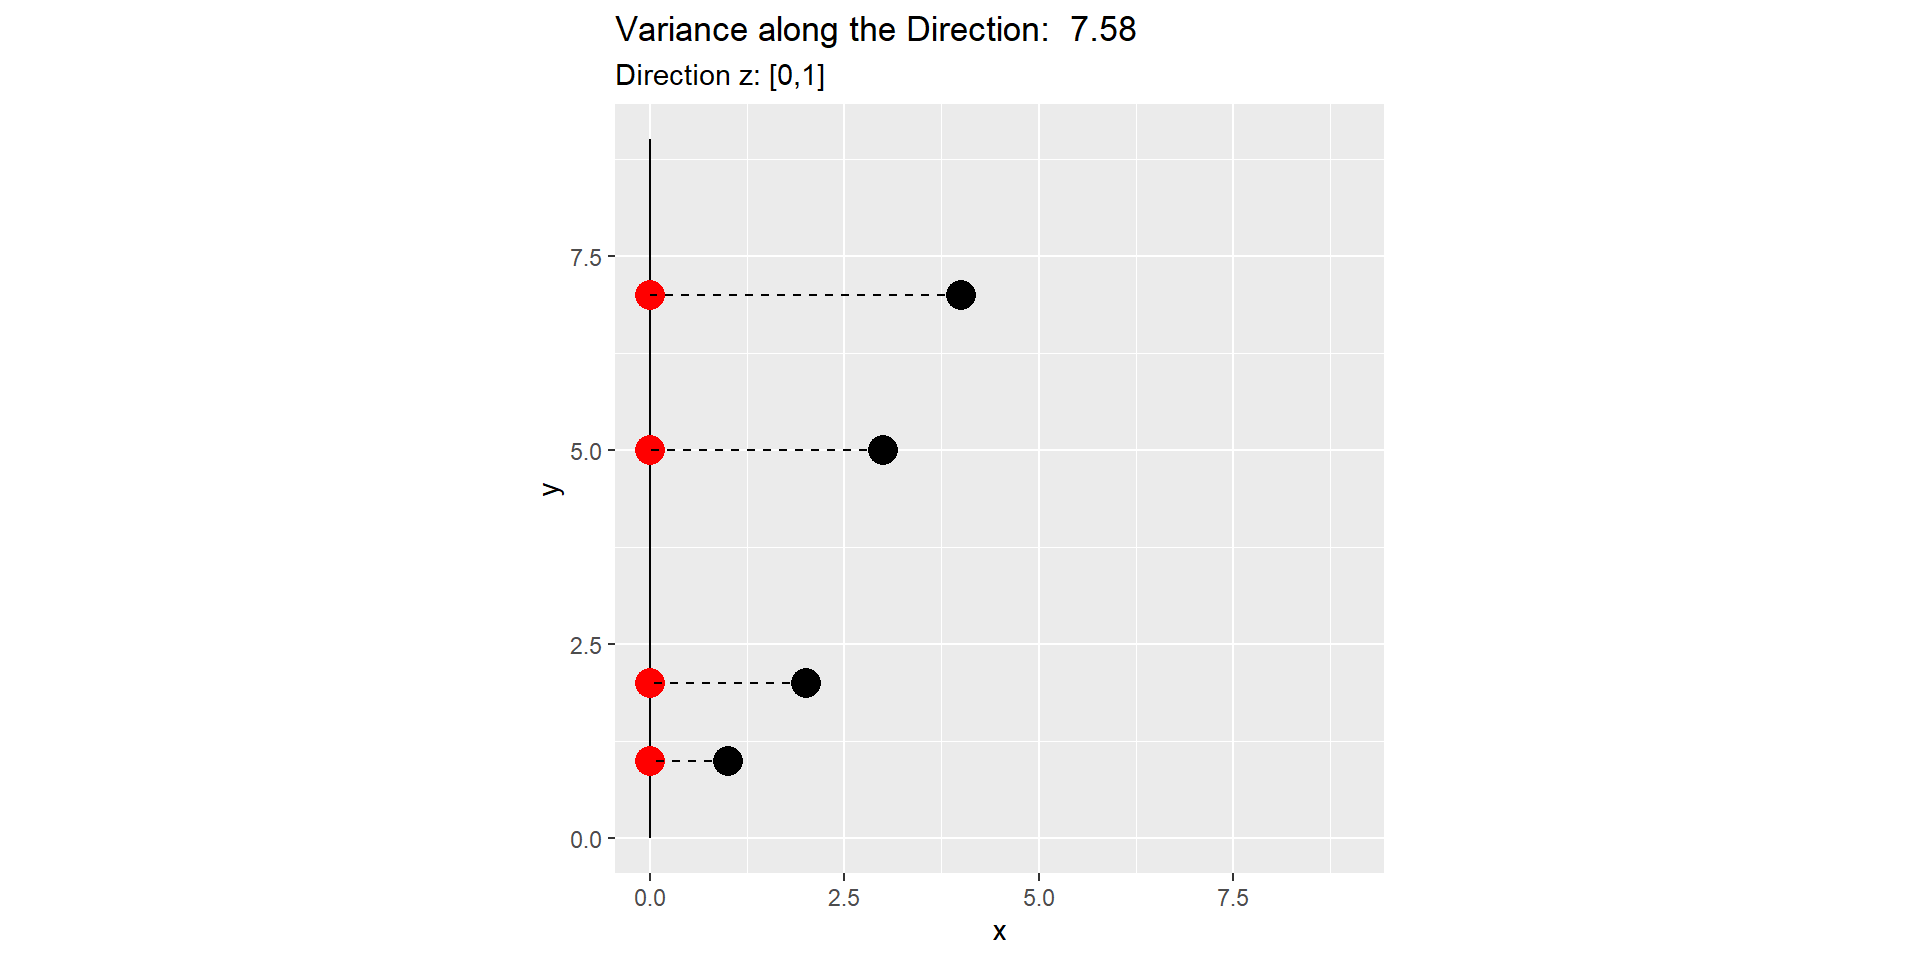 Variance along the Direction:  7.58
Direction z: [0,1]
7.5
5.0
y
2.5
0.0
0.0 2.5 5.0 7.5
x